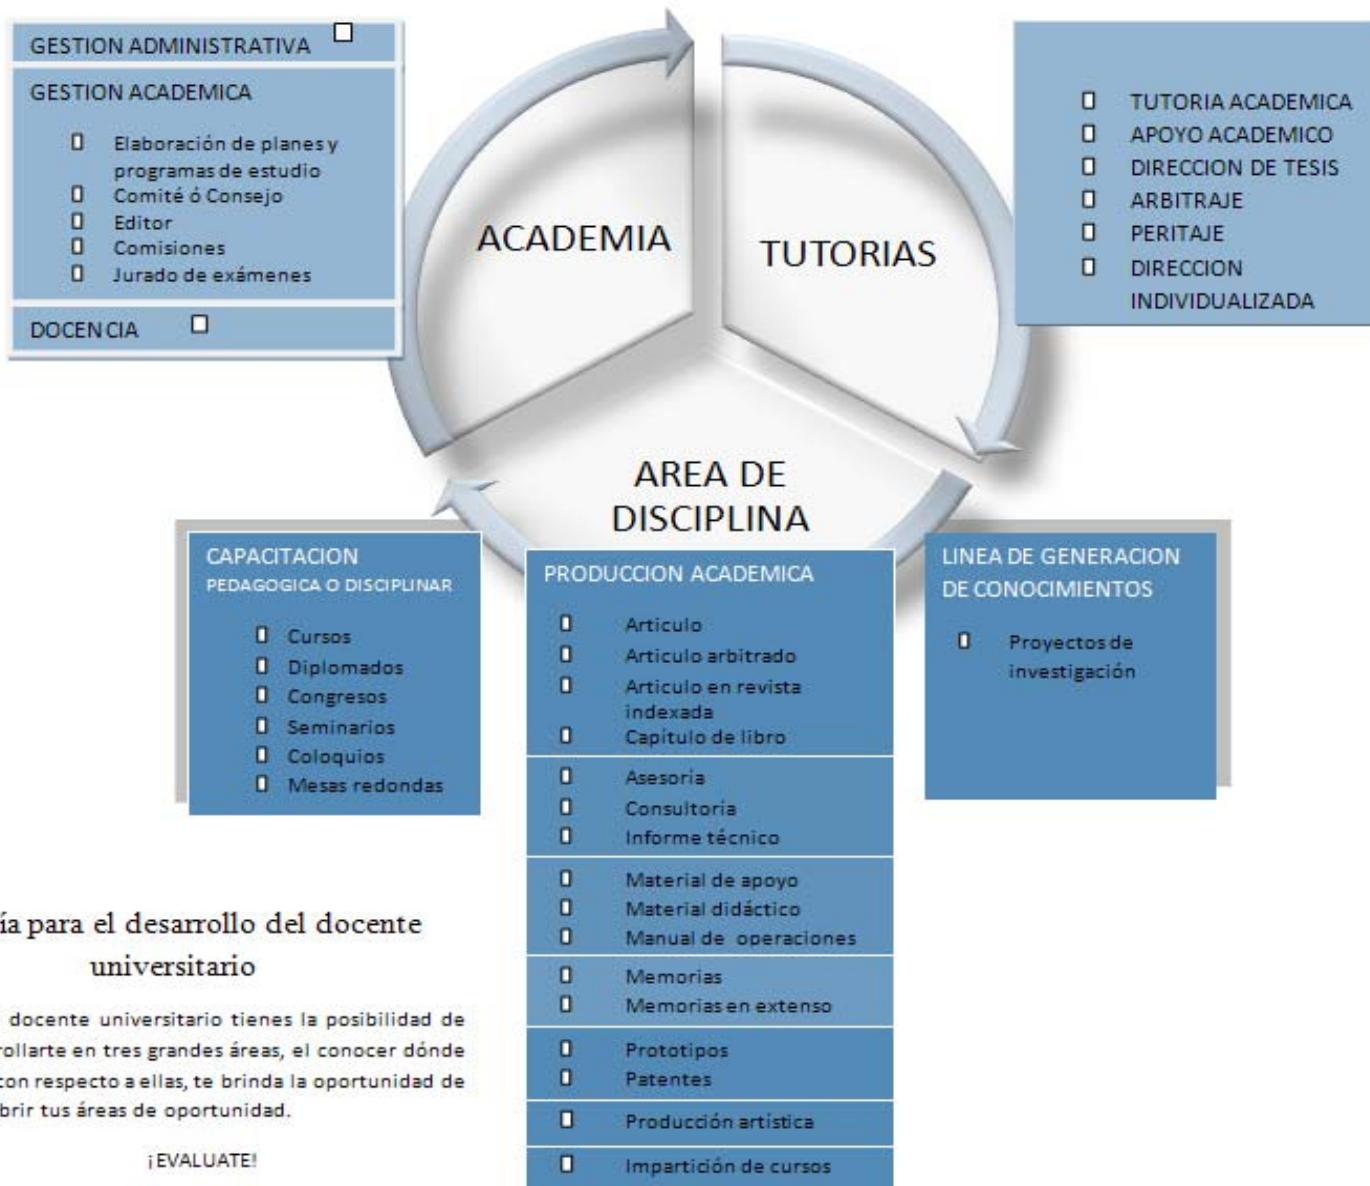 GESTION ADMINISTRATIVA
GESTION ACADEMICA
Elaboración de planes y
programas de estudio
Comité ó Consejo
Editor
Comisiones
Jurado de exámenes
DOCENCIA
ACADEMIA
TUTORIAS
TUTORIA ACADEMICA
APOYO ACADEMICO
DIRECCION DE TESIS
ARBITRAJE
PERITAJE
DIRECCION
INDIVIDUALIZADA
AREA DE
DISCIPLINA
CAPACITACION
PEDAGOGICA O DISCIPLINAR
Cursos
Diplomados
Congresos
Seminarios
Coloquios
Mesas redondas
PRODUCCION ACADEMICA
Articulo
Articulo arbitrado
Articulo en revista
indexada
Capítulo de libro
Asesoría
Consultoría
Informe técnico
Material de apoyo
Material didáctico
Manual de operaciones
Memorias
Memorias en extenso
Prototipos
Patentes
Producción artística
Impartición de cursos
LINEA DE GENERACION
DE CONOCIMIENTOS
Proyectos de
investigación
ía para el desarrollo del docente
universitario
docente universitario tienes la posibilidad de
rollarte en tres grandes áreas, el conocer dónde
con respecto a ellas, te brinda la oportunidad de
brir tus áreas de oportunidad.
¡EVALUATE!